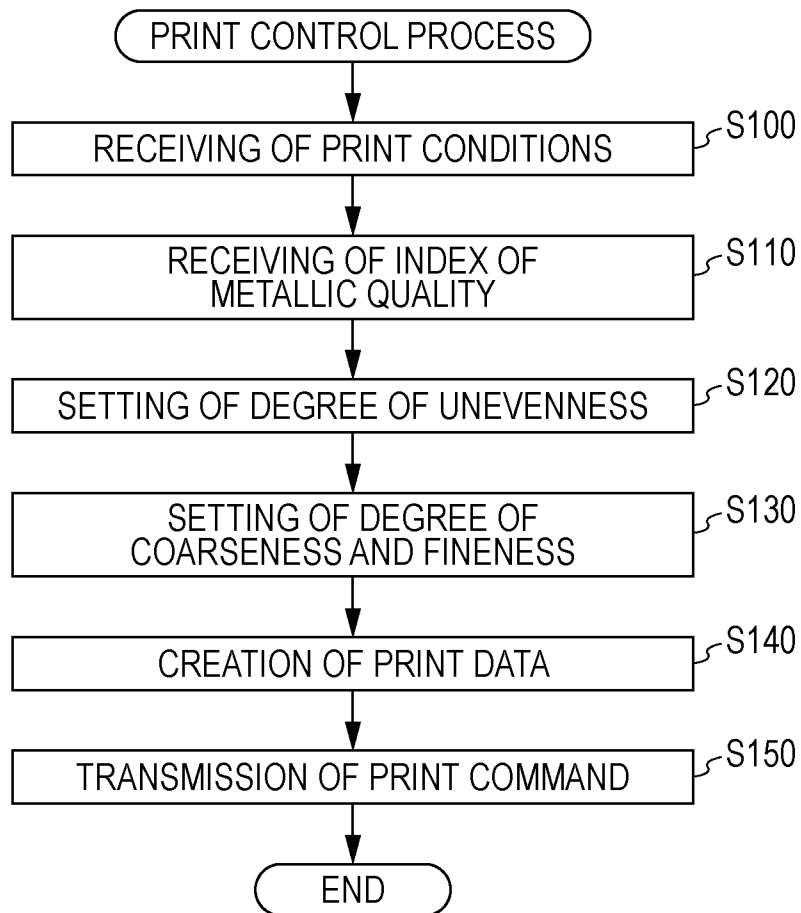 PRINT CONTROL PROCESS
RECEIVING OF PRINT CONDITIONS
S100
RECEIVING OF INDEX OF
METALLIC QUALITY
S110
SETTING OF DEGREE OF UNEVENNESS
S120
SETTING OF DEGREE OF
COARSENESS AND FINENESS
S130
CREATION OF PRINT DATA
S140
TRANSMISSION OF PRINT COMMAND
S150
END